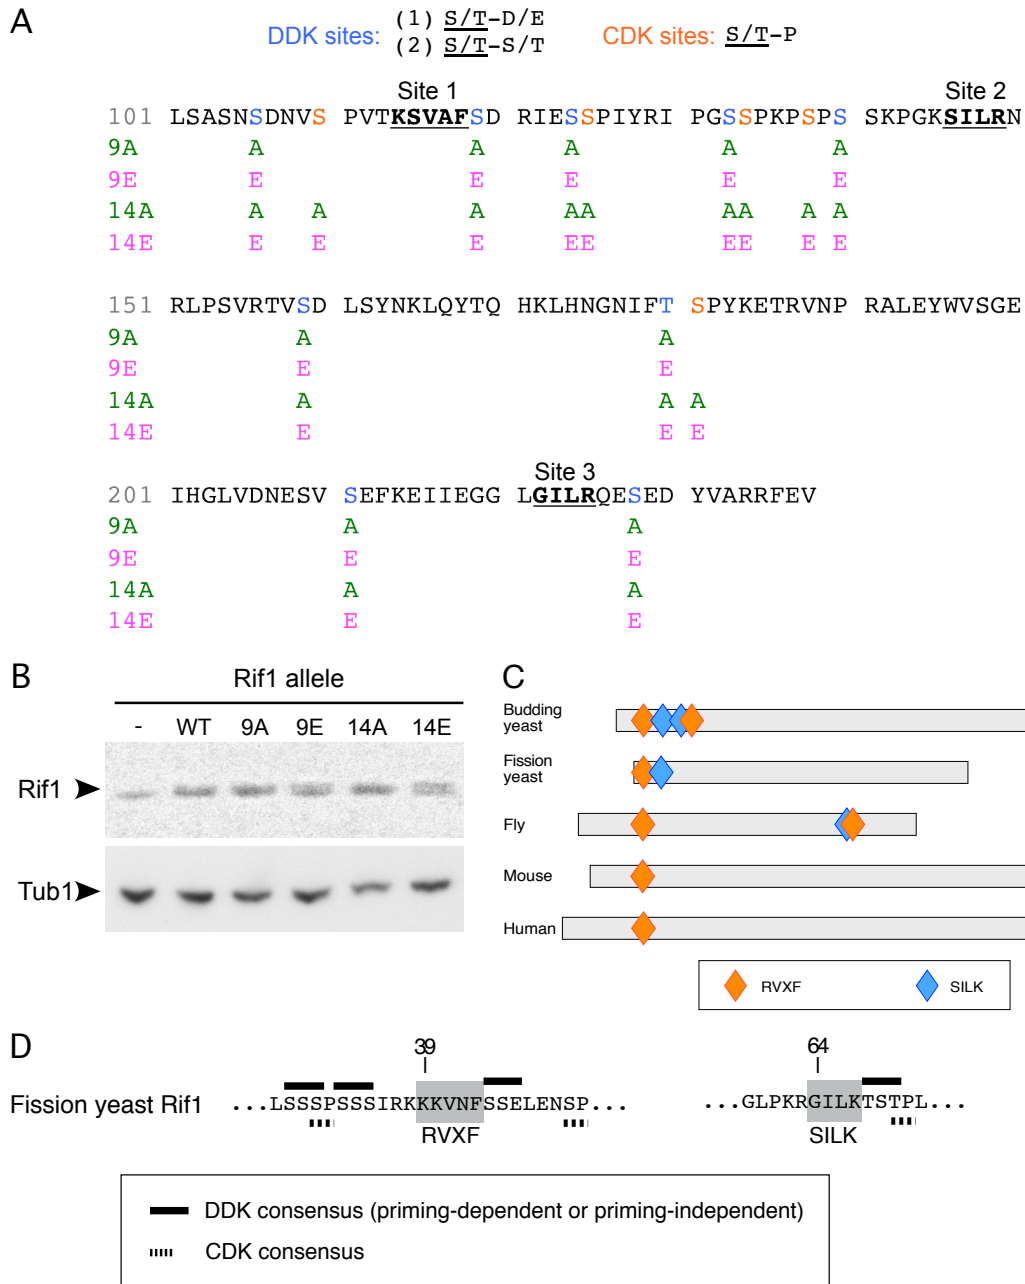 A
DDK sites: (1) S/T-D/E
(2) S/T-S/T
CDK sites: S/T-P
Site 1 Site 2
101 LSASNSDNVS PVTKSVAFSD RIESSPIYRI PGSSPKPSPS SKPGKSILRN
9A A A A A A
9E E E E E E
14A A A A AA AA A A
14E E E E EE EE E E
151 RLPSVRTVSD LSYNKLQYTQ HKLHNGNIFT SPYKETRVNP RALEYWVSGE
9A A A
9E E E
14A A A A
14E E E E
Site 3
201 IHGLVDNESV SEFKEIIEGG LGILRQESED YVARRFEV
9A A A
9E E E
14A A A
14E E E
B
Rif1 allele
- WT 9A 9E 14A 14E
Rif1
Tub1
C
Budding
yeast
Fission
yeast
Fly
Mouse
Human
RVXF SILK
D
39 64
Fission yeast Rif1 ...LSSSPSSSIRKKKVNFSSELENSP... ...GLPKRGILKTSTPL...
RVXF SILK
DDK consensus (priming-dependent or priming-independent)
CDK consensus